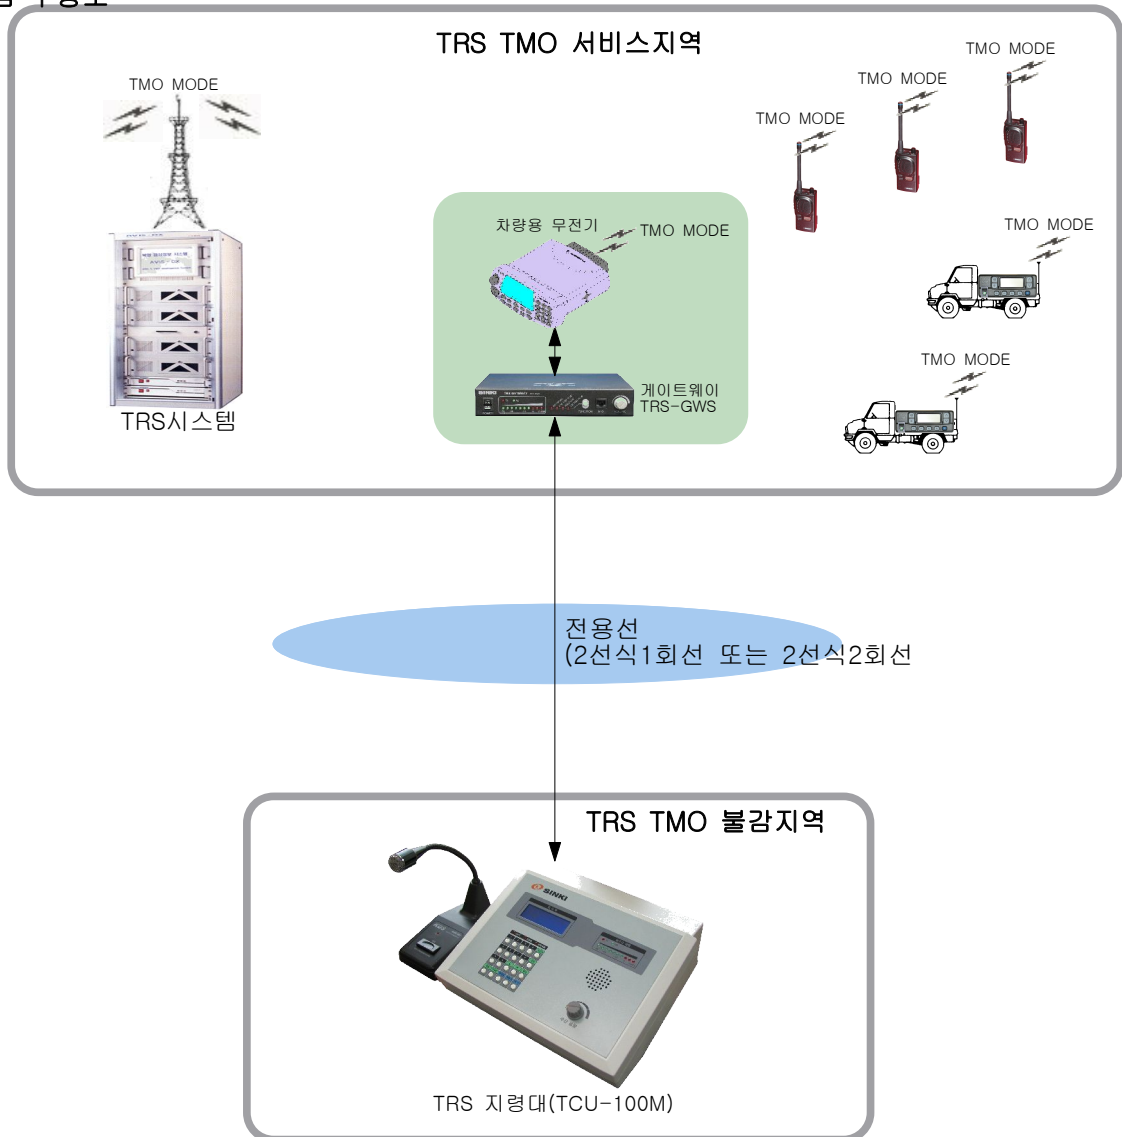 TRS TMO 서비스지역
TMO MODE
TMO MODE
TMO MODE
TMO MODE
차량용 무전기
TMO MODE
TMO MODE
TMO MODE
게이트웨이
TRS-GWS
TRS시스템
전용선
(2선식1회선 또는 2선식2회선
TRS TMO 불감지역
SINKI
TRS 지령대(TCU-100M)